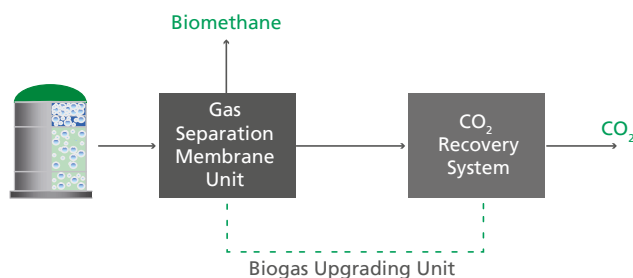 Biomethane
Gas
Separation
Membrane
Unit
CO₂
Recovery
System
CO₂
Biogas Upgrading Unit